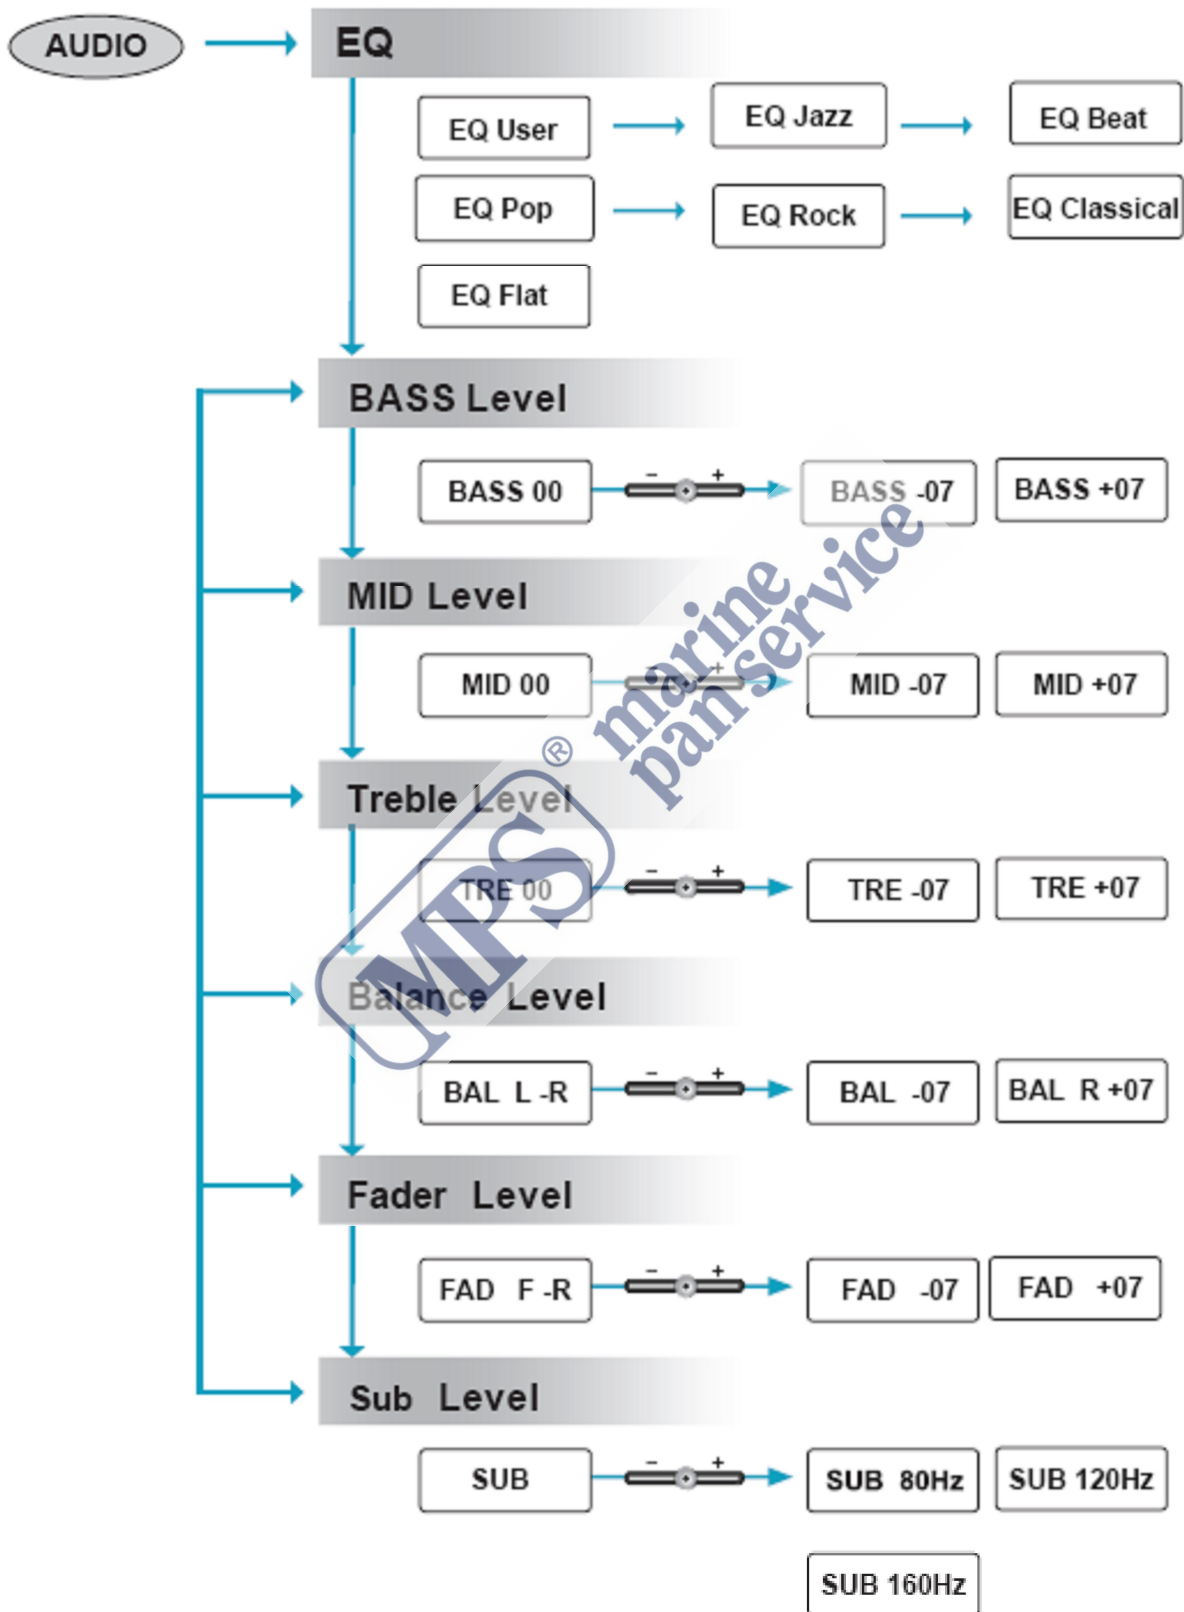 AUDIO
EQ
EQ User
EQ Jazz
EQ Beat
EQ Pop
EQ Rock
EQ Classical
EQ Flat
BASS Level
BASS 00
- +
BASS -07
BASS +07
MID Level
MID 00
- +
MID -07
MID +07
Treble Level
TRE 00
- +
TRE -07
TRE +07
Balance Level
BAL L -R
- +
BAL -07
BAL R +07
Fader Level
FAD F -R
- +
FAD -07
FAD +07
Sub Level
SUB
- +
SUB 80Hz
SUB 120Hz
SUB 160Hz
MPS®
marine
pan service